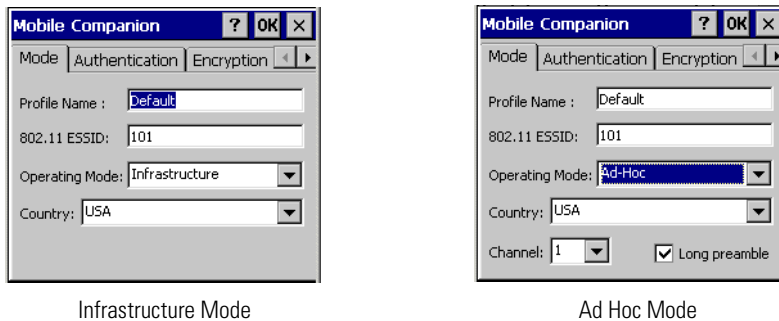 Mobile Companion ? OK ×
Mode Authentication Encryption
Profile Name : Default
802.11 ESSID: 101
Operating Mode: Infrastructure
Country: USA
Infrastructure Mode
Mobile Companion ? OK ×
Mode Authentication Encryption
Profile Name : Default
802.11 ESSID: 101
Operating Mode: Ad-Hoc
Country: USA
Channel: 1 Long preamble
Ad Hoc Mode